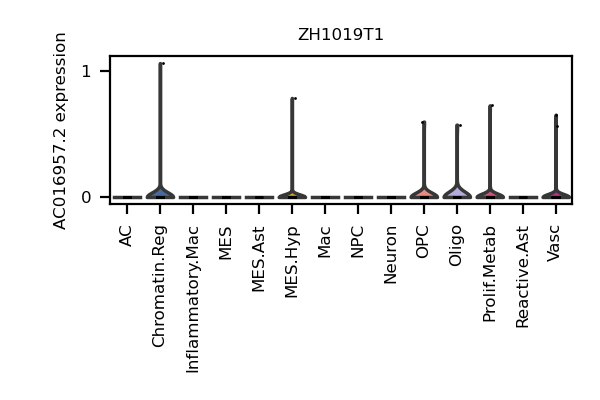 ZH1019T1
AC016957.2 expression
1
0
AC
Chromatin.Reg
Inflammatory.Mac
MES
MES.Ast
MES.Hyp
Mac
NPC
Neuron
OPC
Oligo
Prolif.Metab
Reactive.Ast
Vasc